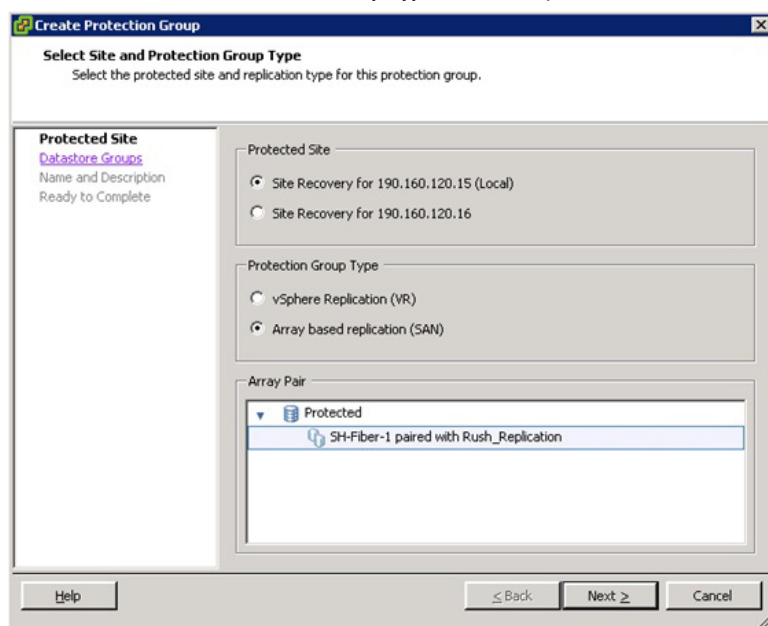 Create Protection Group
Select Site and Protection Group Type
Select the protected site and replication type for this protection group.
Protected Site
Datastore Groups
Name and Description
Ready to Complete
Protected Site
Site Recovery for 190.160.120.15 (Local)
Site Recovery for 190.160.120.16
Protection Group Type
vSphere Replication (VR)
Array based replication (SAN)
Array Pair
Protected
SH-Fiber-1 paired with Rush_Replication
Help
< Back
Next >
Cancel